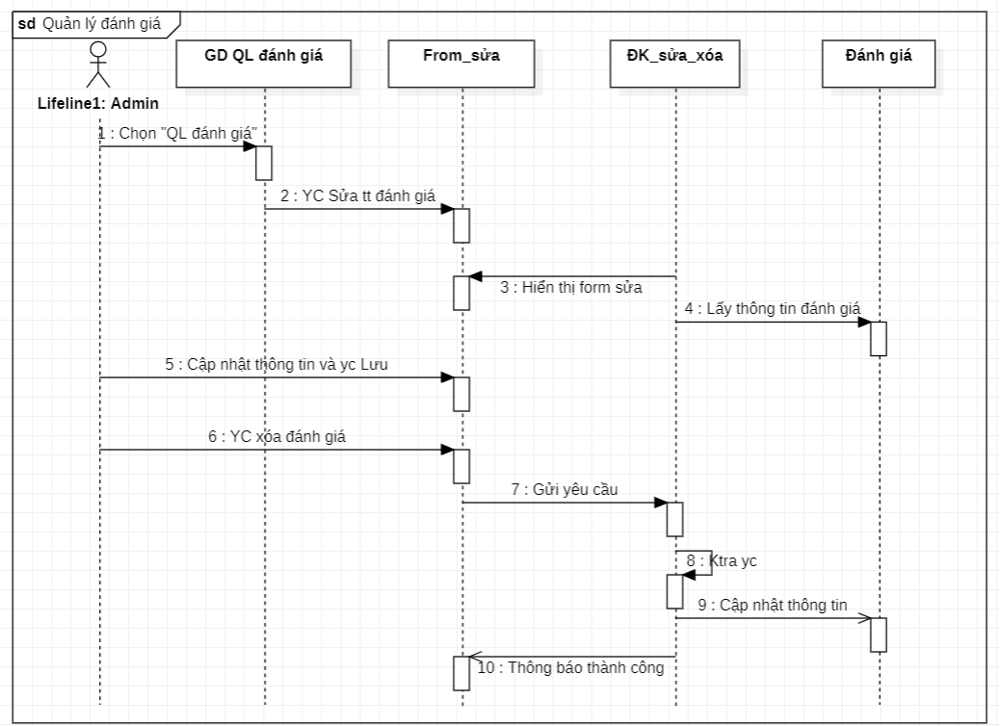 sd Quản lý đánh giá
GD QL đánh giá
From_sửa
ĐK_sửa_xóa
Đánh giá
Lifeline1: Admin
1 : Chọn "QL đánh giá"
2 : YC Sửa tt đánh giá
3 : Hiển thị form sửa
4 : Lấy thông tin đánh giá
5 : Cập nhật thông tin và yc Lưu
6 : YC xóa đánh giá
7 : Gửi yêu cầu
8 : Ktra yc
9 : Cập nhật thông tin
10 : Thông báo thành công